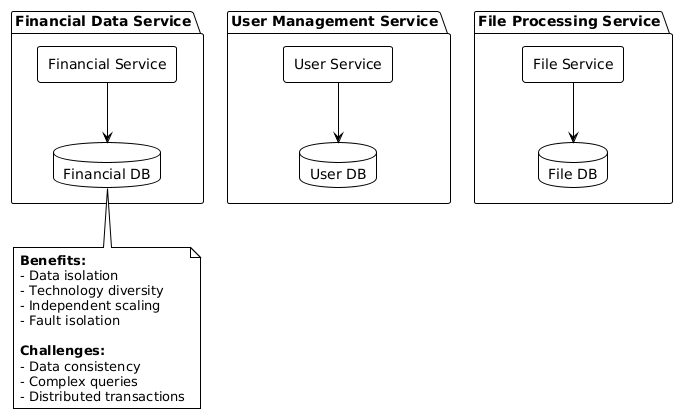 Financial Data Service
Financial Service
Financial DB
User Management Service
User Service
User DB
File Processing Service
File Service
File DB
Benefits:
- Data isolation
- Technology diversity
- Independent scaling
- Fault isolation
Challenges:
- Data consistency
- Complex queries
- Distributed transactions